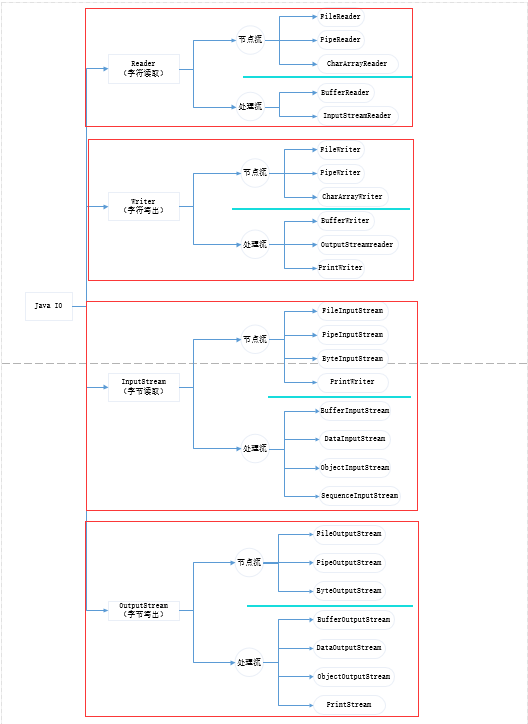 Java IO
Reader
（字符读取）
节点流
FileReader
PipeReader
CharArrayReader
处理流
BufferReader
InputStreamReader
Writer
（字符写出）
节点流
FileWriter
PipeWriter
CharArrayWriter
处理流
BufferWriter
OutputStreamreader
PrintWriter
InputStream
（字节读取）
节点流
FileInputStream
PipeInputStream
ByteInputStream
PrintWriter
处理流
BufferInputStream
DataInputStream
ObjectInputStream
SequenceInputStream
OutputStream
（字节写出）
节点流
FileOutputStream
PipeOutputStream
ByteOutputStream
处理流
BufferOutputStream
DataOutputStream
ObjectOutputStream
PrintStream